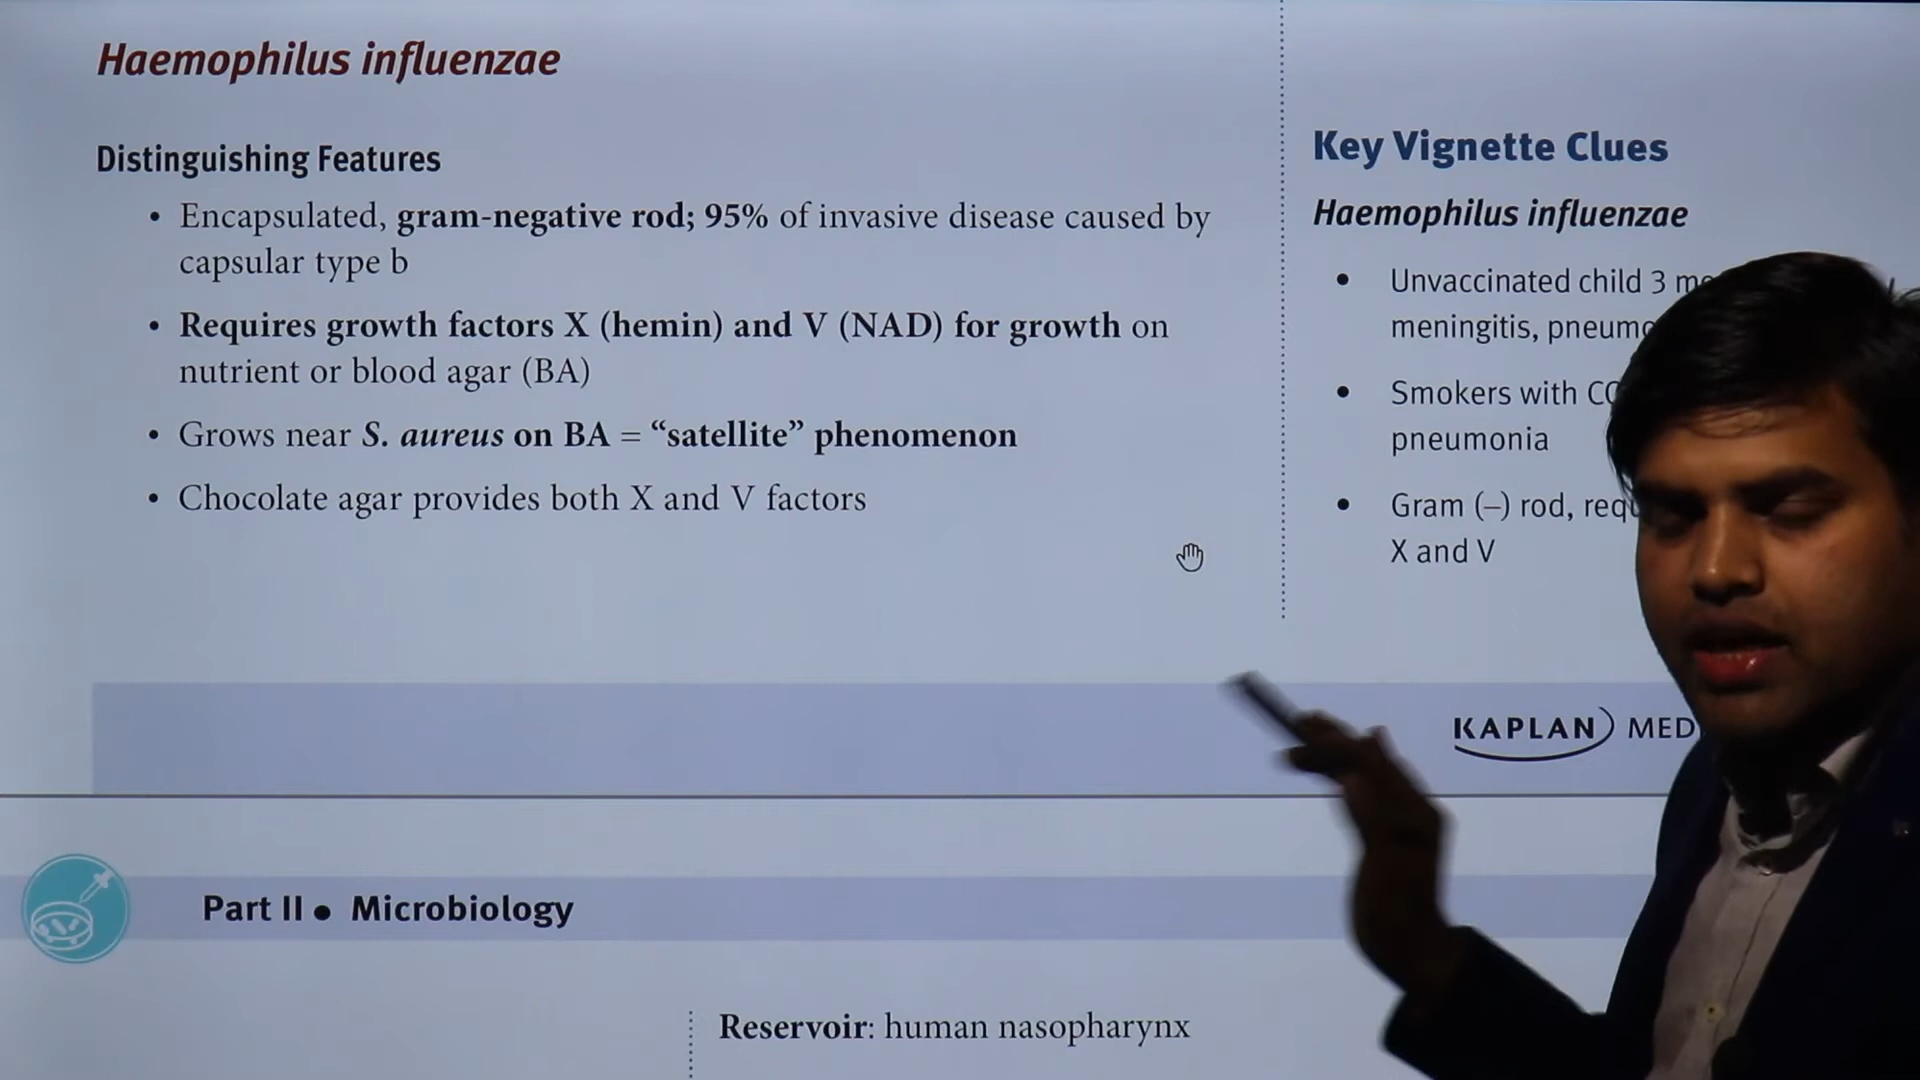 Haemophilus influenzae
Distinguishing Features
• Encapsulated, gram-negative rod; 95% of invasive disease caused by
capsular type b
• Requires growth factors X (hemin) and V (NAD) for growth on
nutrient or blood agar (BA)
• Grows near S. aureus on BA = “satellite” phenomenon
• Chocolate agar provides both X and V factors
Key Vignette Clues
Haemophilus influenzae
• Unvaccinated child 3
meningitis,
• Smokers with
pneumonia
• Gram (–) rod,
X and V
KAPLAN
Part II • Microbiology
Reservoir: human nasopharynx